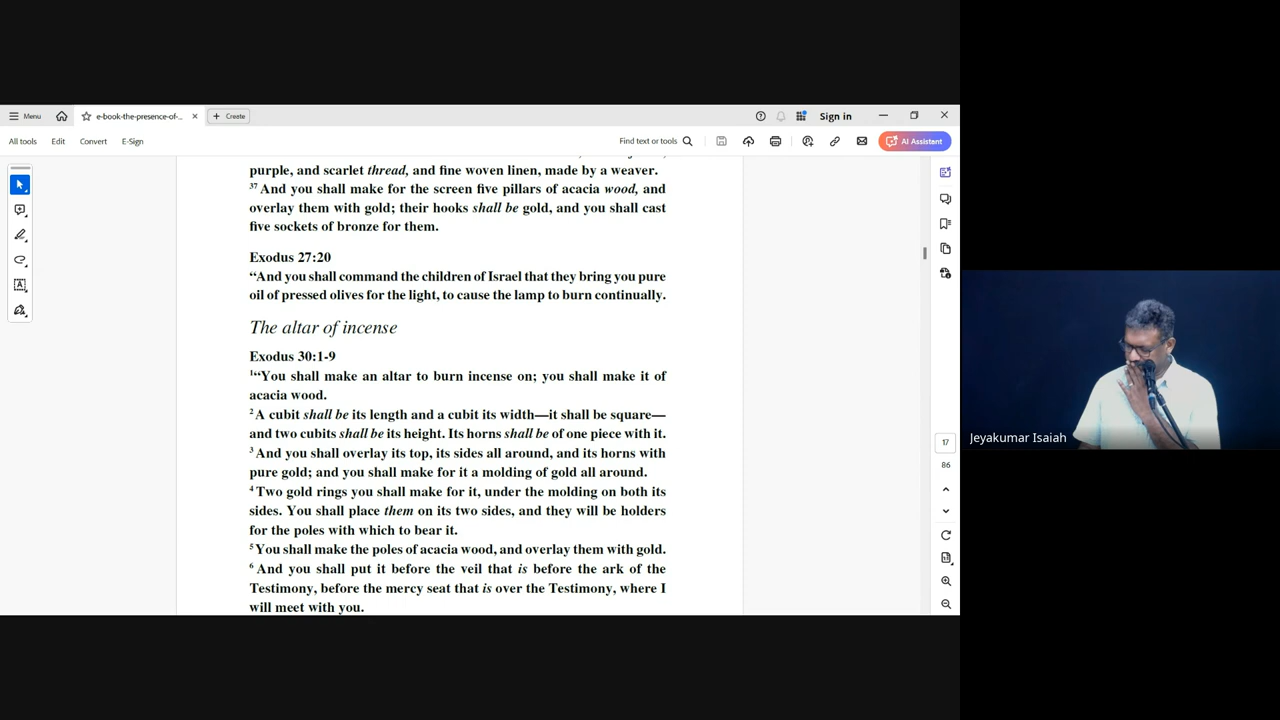 Menu
e-book-the-presence-of-...
Create
Sign in
All tools
Edit
Convert
E-Sign
Find text or tools
AI Assistant
purple, and scarlet thread, and fine woven linen, made by a weaver.
37 And you shall make for the screen five pillars of acacia wood, and
overlay them with gold; their hooks shall be gold, and you shall cast
five sockets of bronze for them.
Exodus 27:20
“And you shall command the children of Israel that they bring you pure
oil of pressed olives for the light, to cause the lamp to burn continually.
The altar of incense
Exodus 30:1-9
1“You shall make an altar to burn incense on; you shall make it of
acacia wood.
2 A cubit shall be its length and a cubit its width—it shall be square—
and two cubits shall be its height. Its horns shall be of one piece with it.
3 And you shall overlay its top, its sides all around, and its horns with
pure gold; and you shall make for it a molding of gold all around.
4 Two gold rings you shall make for it, under the molding on both its
sides. You shall place them on its two sides, and they will be holders
for the poles with which to bear it.
5 You shall make the poles of acacia wood, and overlay them with gold.
6 And you shall put it before the veil that is before the ark of the
Testimony, before the mercy seat that is over the Testimony, where I
will meet with you.
17
86
Jeyakumar Isaiah